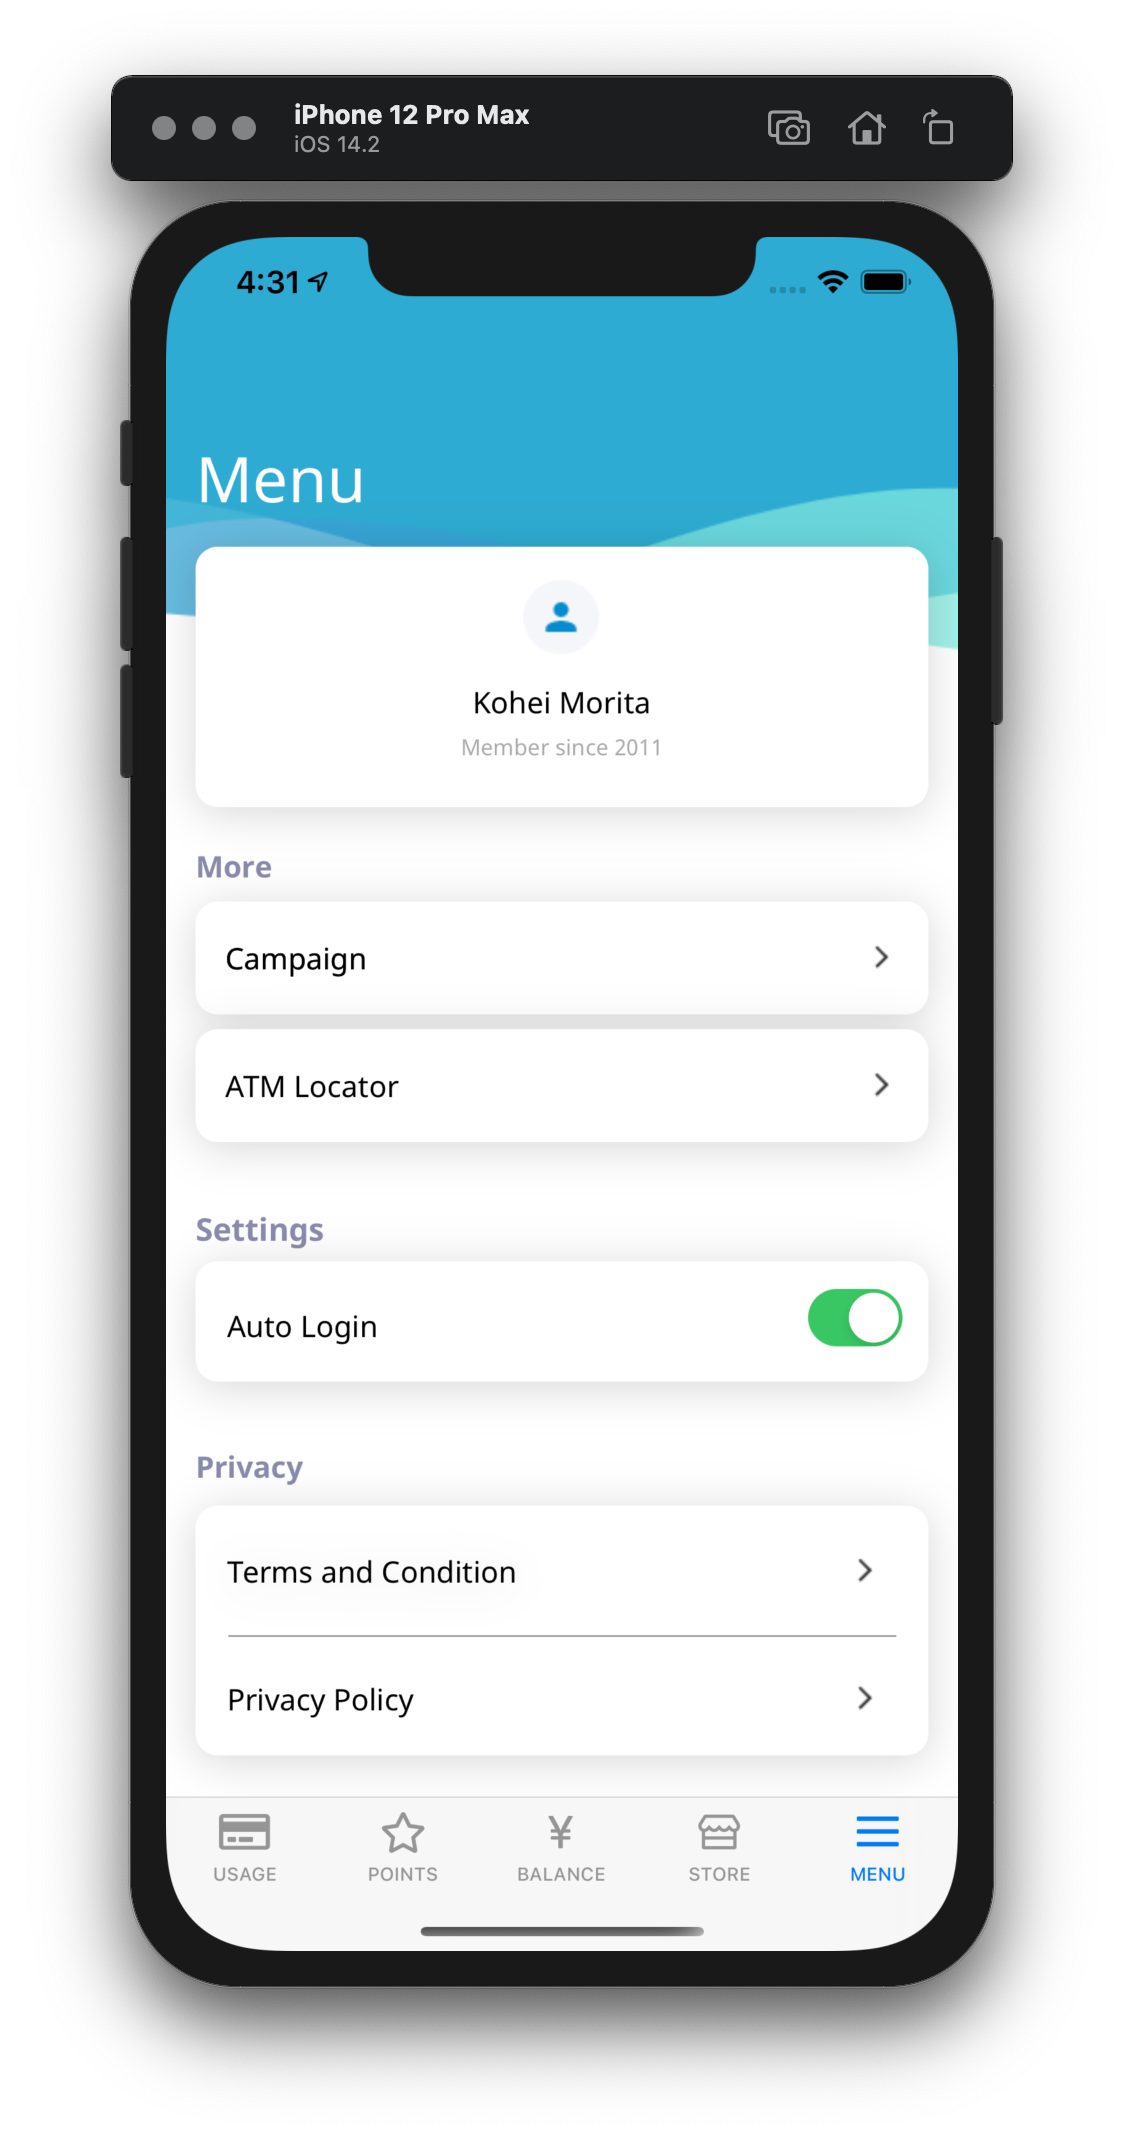 iPhone 12 Pro Max
iOS 14.2
4:31
Menu
Kohei Morita
Member since 2011
More
Campaign
ATM Locator
Settings
Auto Login
Privacy
Terms and Condition
Privacy Policy
¥
USAGE POINTS BALANCE STORE MENU